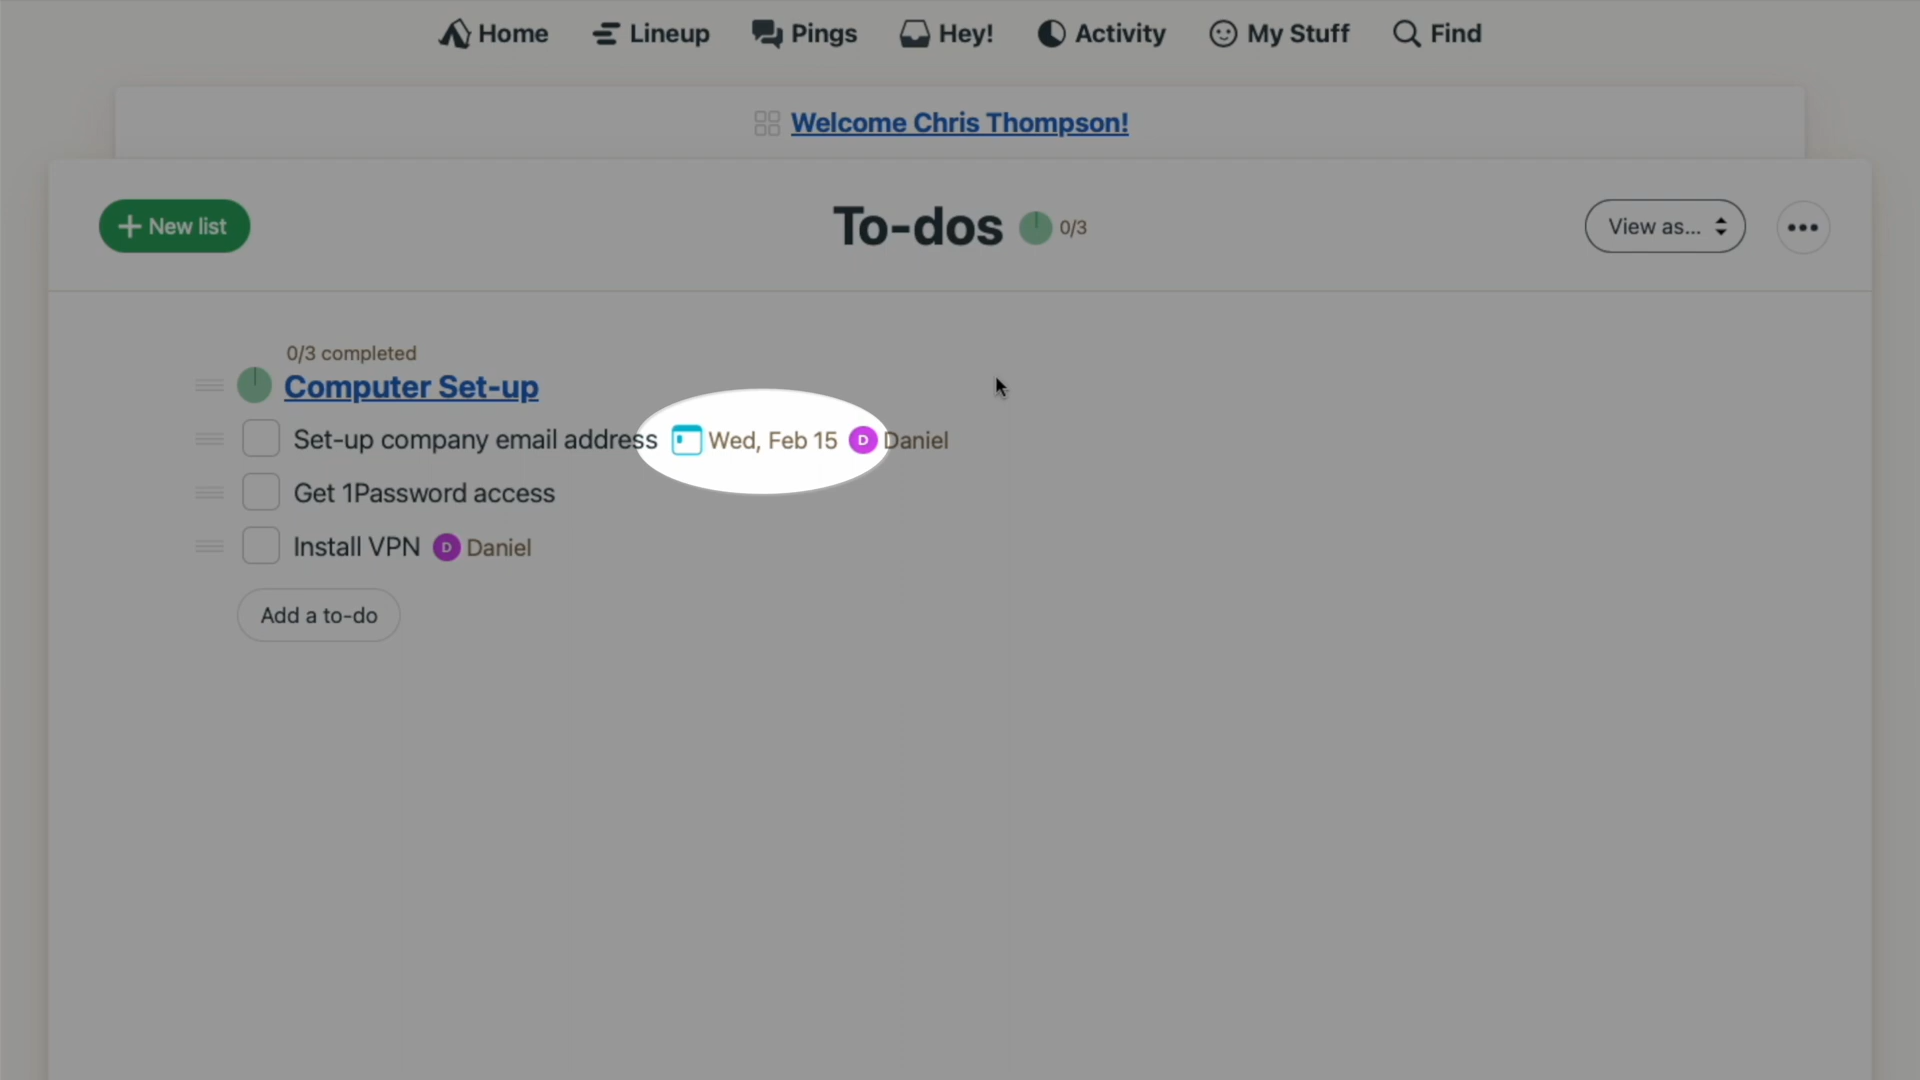 Home Lineup Pings Hey! Activity My Stuff Find
Welcome Chris Thompson!
New list
To-dos 0/3
View as...
0/3 completed
Computer Set-up
Set-up company email address Wed, Feb 15 D Daniel
Get 1Password access
Install VPN D Daniel
Add a to-do